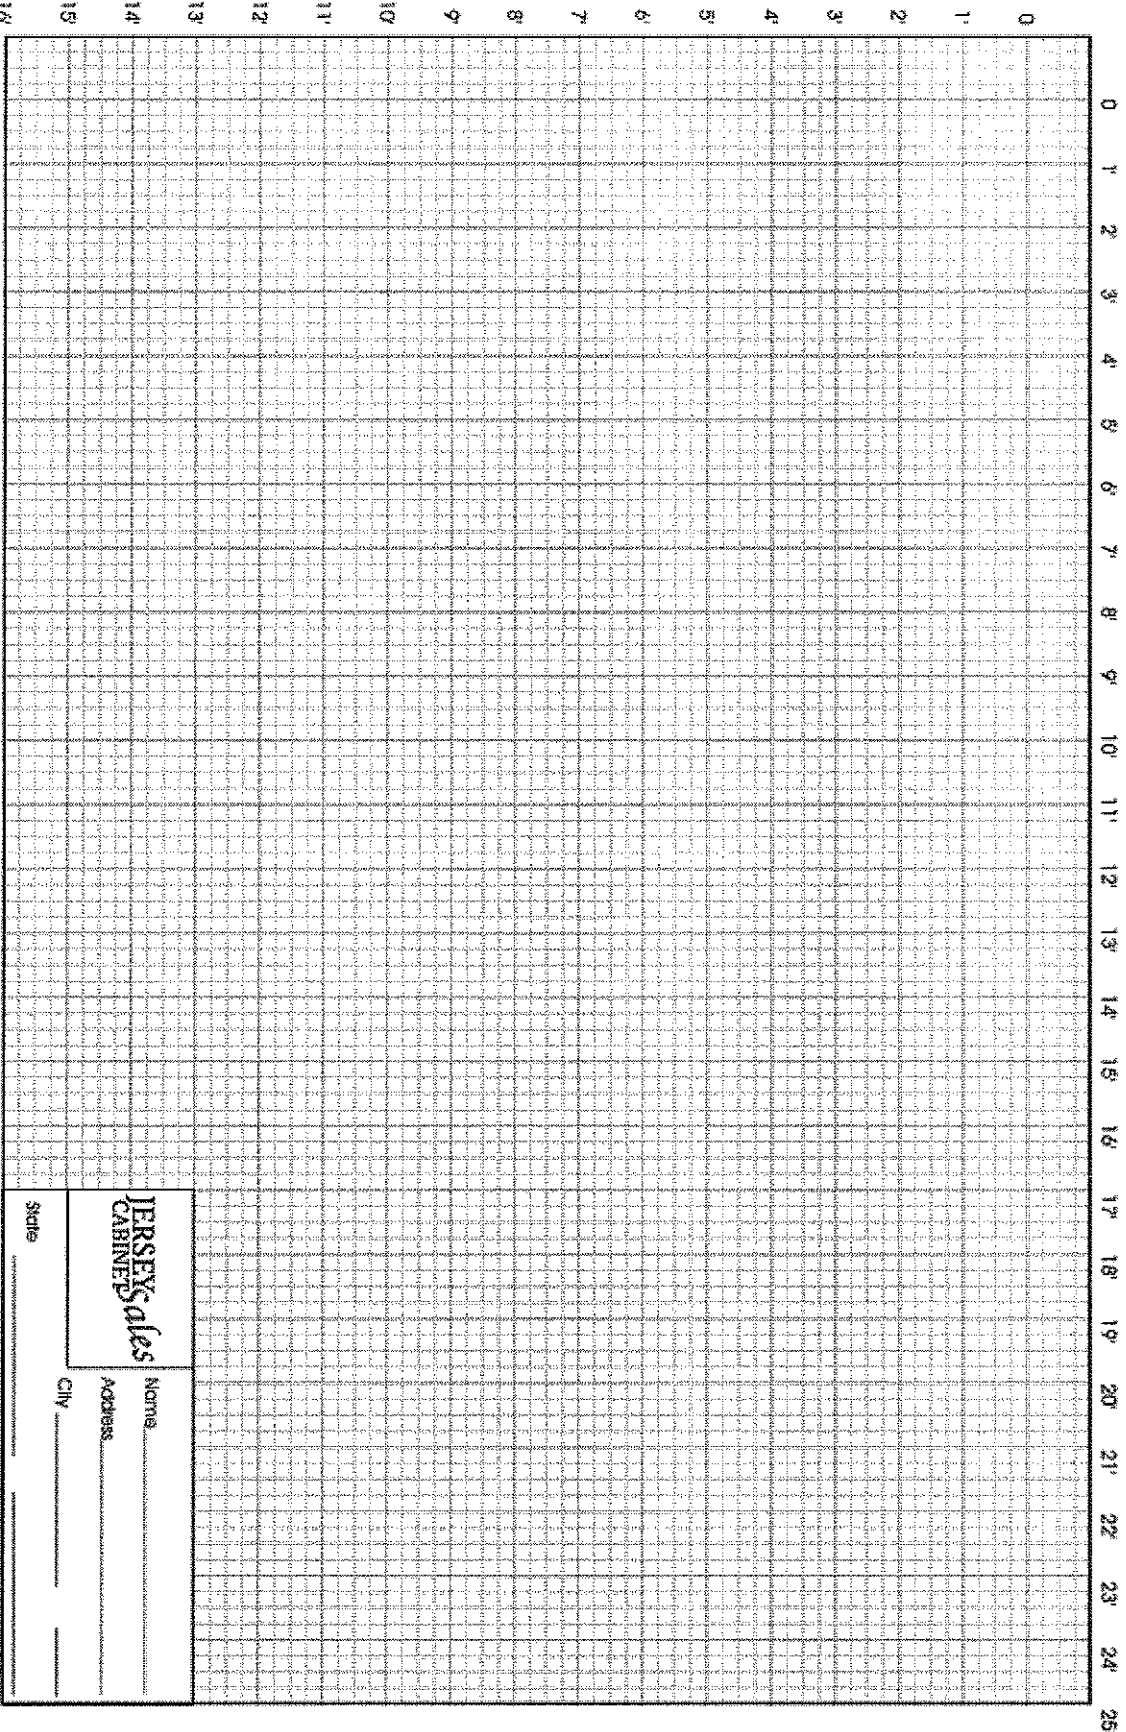 0 1' 2' 3' 4' 5' 6' 7' 8' 9' 10' 11' 12' 13' 14' 15' 16' 17' 18' 19' 20' 21' 22' 23' 24' 25'
0
1'
2'
3'
4'
5'
6'
7'
8'
9'
10'
11'
12'
13'
14'
15'
16'
JERSEY
CABINET Sales
Name
Address
City
State